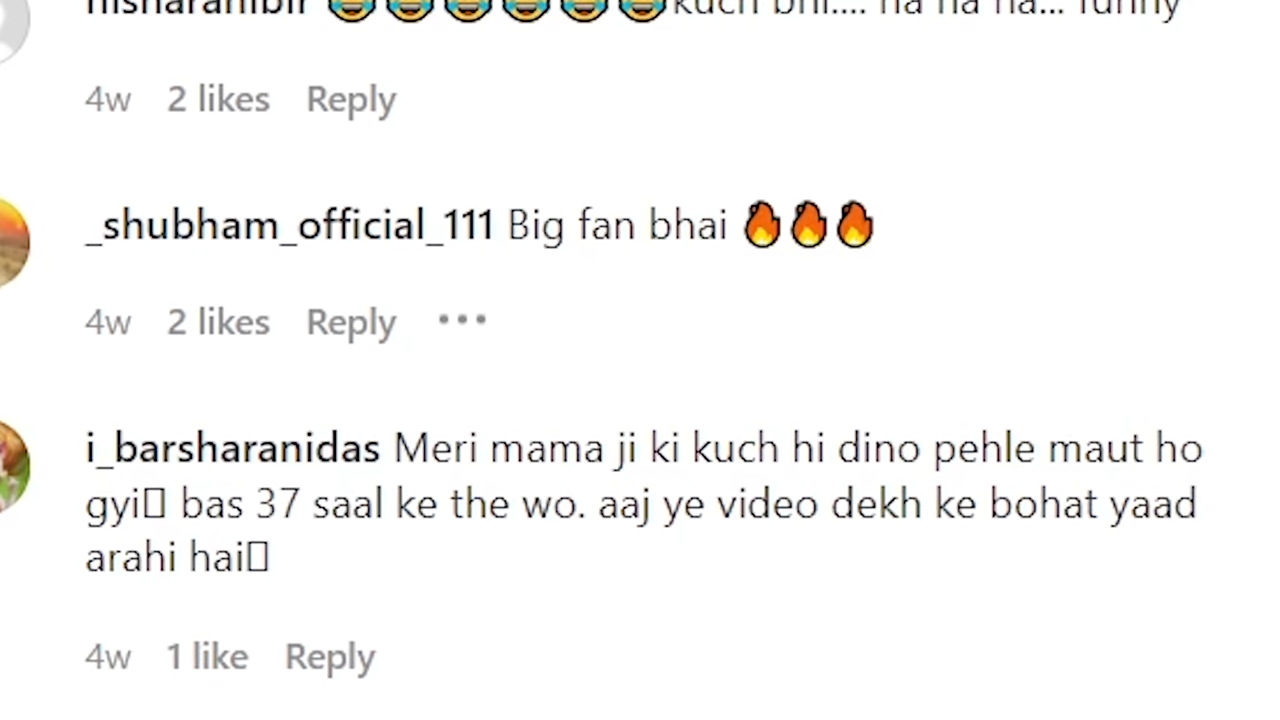 nisharanibir 😂😂😂😂😂😂kuch bhi.... ha ha ha... funny
4w 2 likes Reply
_shubham_official_111 Big fan bhai 🔥🔥🔥
4w 2 likes Reply •••
i_barsharanidas Meri mama ji ki kuch hi dino pehle maut ho
gyi▯ bas 37 saal ke the wo. aaj ye video dekh ke bohat yaad
arahi hai▯
4w 1 like Reply